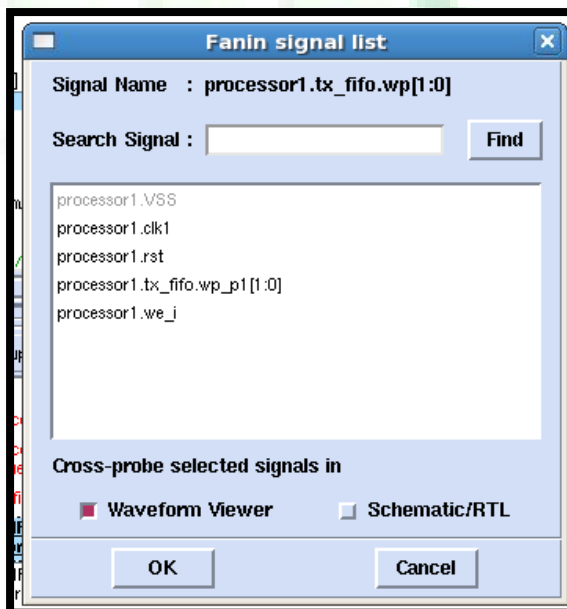 Fanin signal list
Signal Name : processor1.tx_fifo.wp[1:0]
Search Signal : Find
processor1.VSS
processor1.clk1
processor1.rst
processor1.tx_fifo.wp_p1[1:0]
processor1.we_i
Cross-probe selected signals in
Waveform Viewer Schematic/RTL
OK Cancel